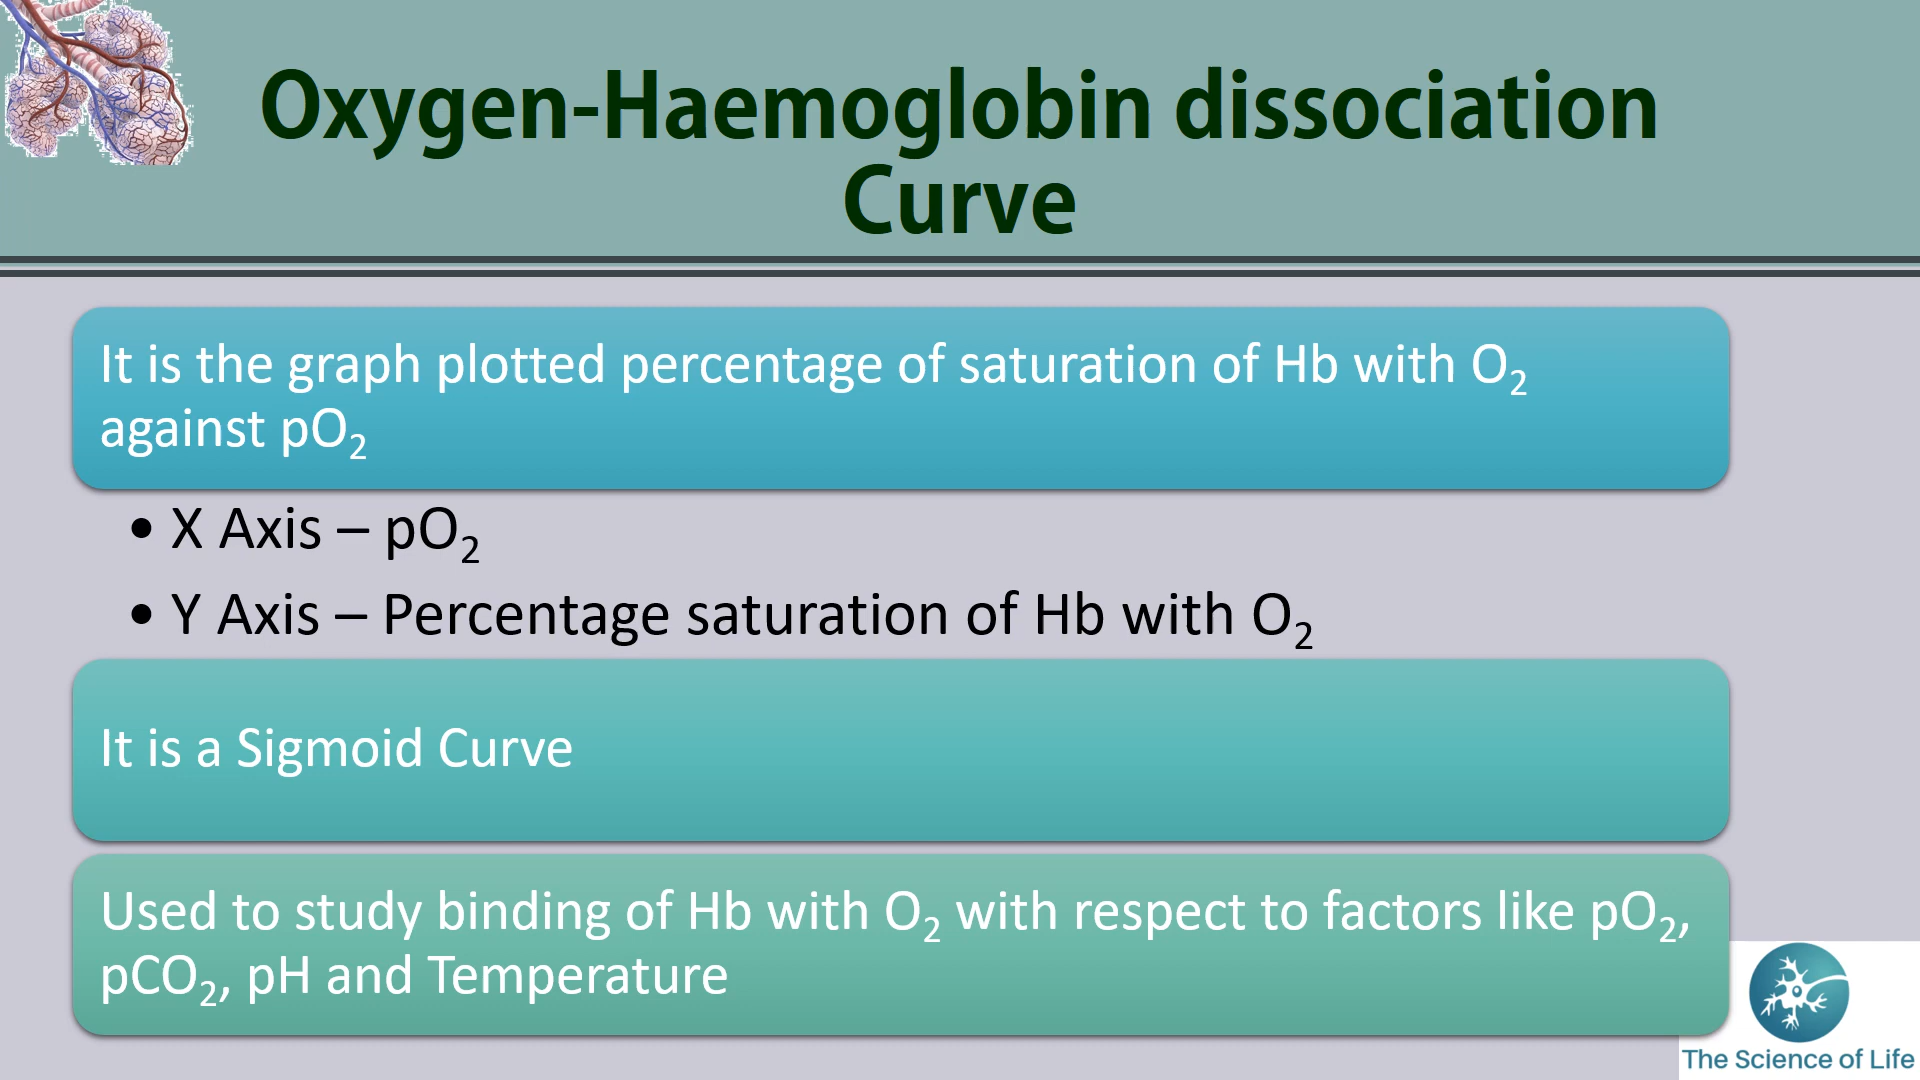 Oxygen-Haemoglobin dissociation
Curve
It is the graph plotted percentage of saturation of Hb with O₂
against pO₂
• X Axis – pO₂
• Y Axis – Percentage saturation of Hb with O₂
It is a Sigmoid Curve
Used to study binding of Hb with O₂ with respect to factors like pO₂,
pCO₂, pH and Temperature
The Science of Life